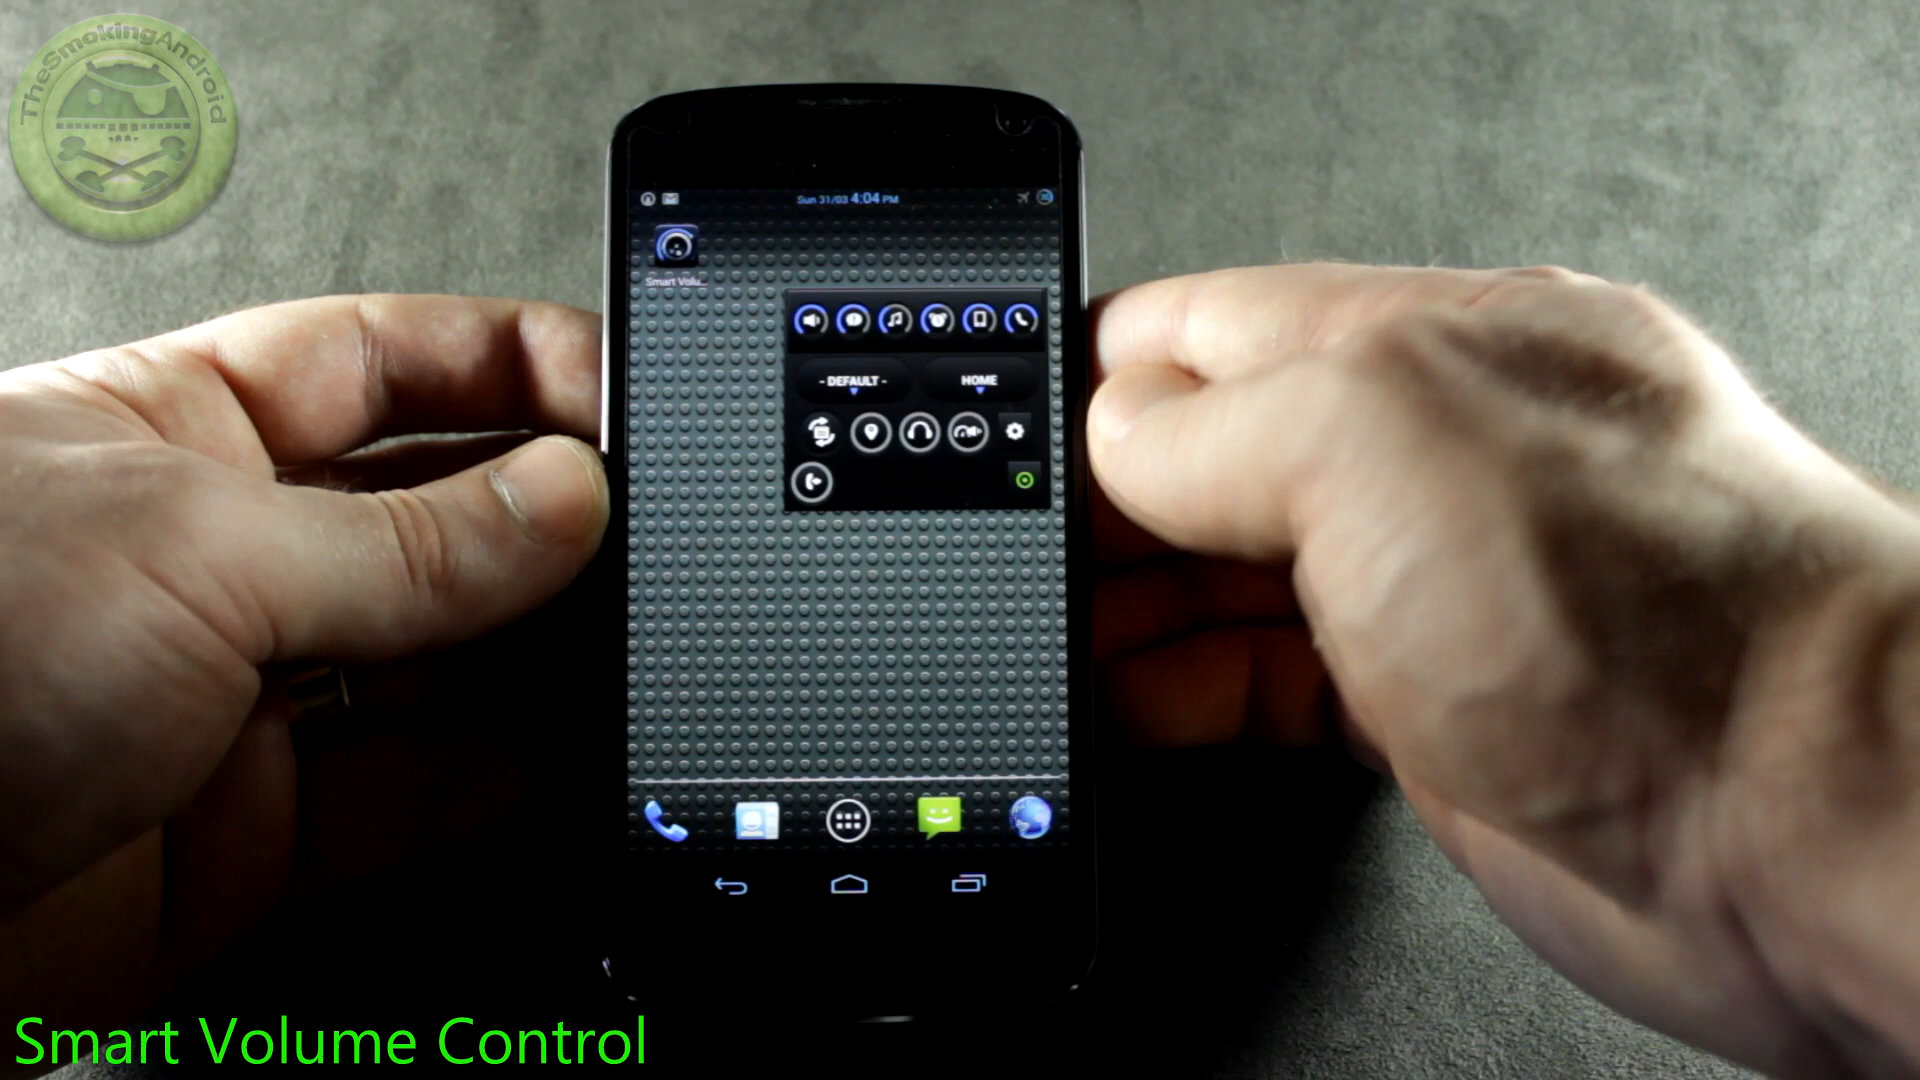 TheSmokingAndroid
Sun 31/03 4:04 PM
Smart Volu...
- DEFAULT -
HOME
Smart Volume Control